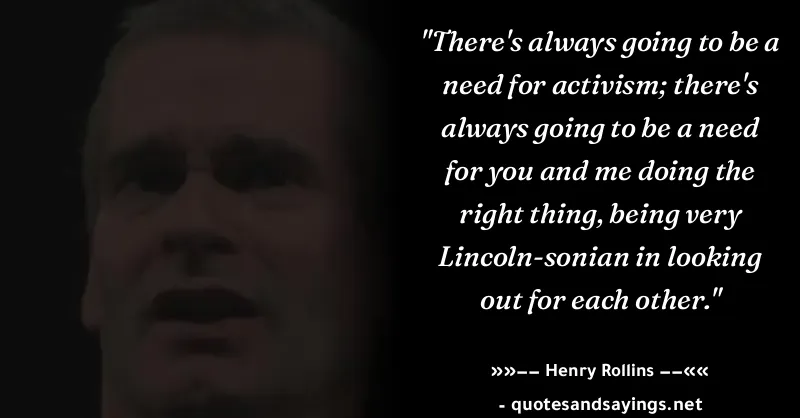 "There's always going to be a
need for activism; there's
always going to be a need
for you and me doing the
right thing, being very
Lincoln-sonian in looking
out for each other."
»»—— Henry Rollins ——««
- quotesandsayings.net